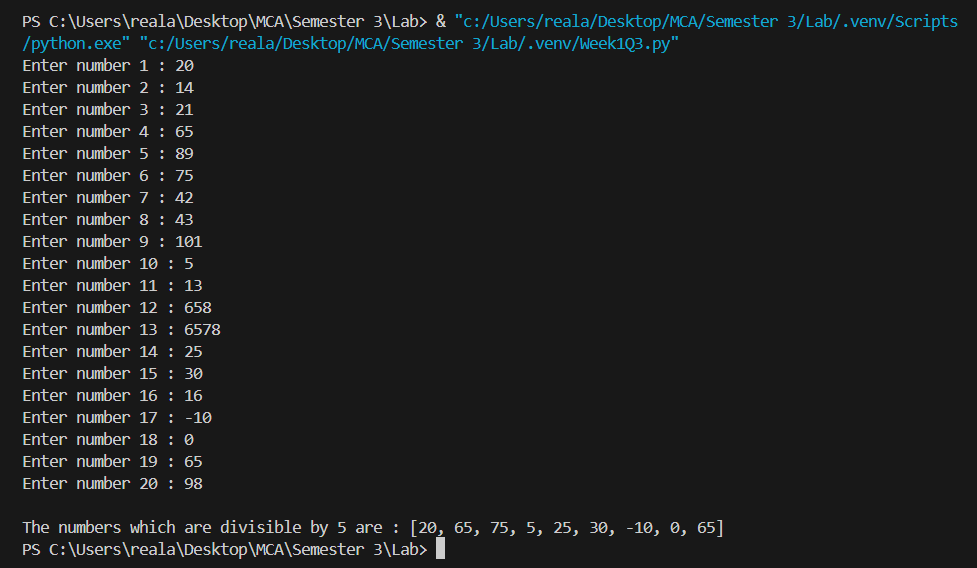 PS C:\Users\reala\Desktop\MCA\Semester 3\Lab> & "c:/Users/reala/Desktop/MCA/Semester 3/Lab/.venv/Scripts
/python.exe" "c:/Users/reala/Desktop/MCA/Semester 3/Lab/.venv/Week1Q3.py"
Enter number 1 : 20
Enter number 2 : 14
Enter number 3 : 21
Enter number 4 : 65
Enter number 5 : 89
Enter number 6 : 75
Enter number 7 : 42
Enter number 8 : 43
Enter number 9 : 101
Enter number 10 : 5
Enter number 11 : 13
Enter number 12 : 658
Enter number 13 : 6578
Enter number 14 : 25
Enter number 15 : 30
Enter number 16 : 16
Enter number 17 : -10
Enter number 18 : 0
Enter number 19 : 65
Enter number 20 : 98

The numbers which are divisible by 5 are : [20, 65, 75, 5, 25, 30, -10, 0, 65]
PS C:\Users\reala\Desktop\MCA\Semester 3\Lab>